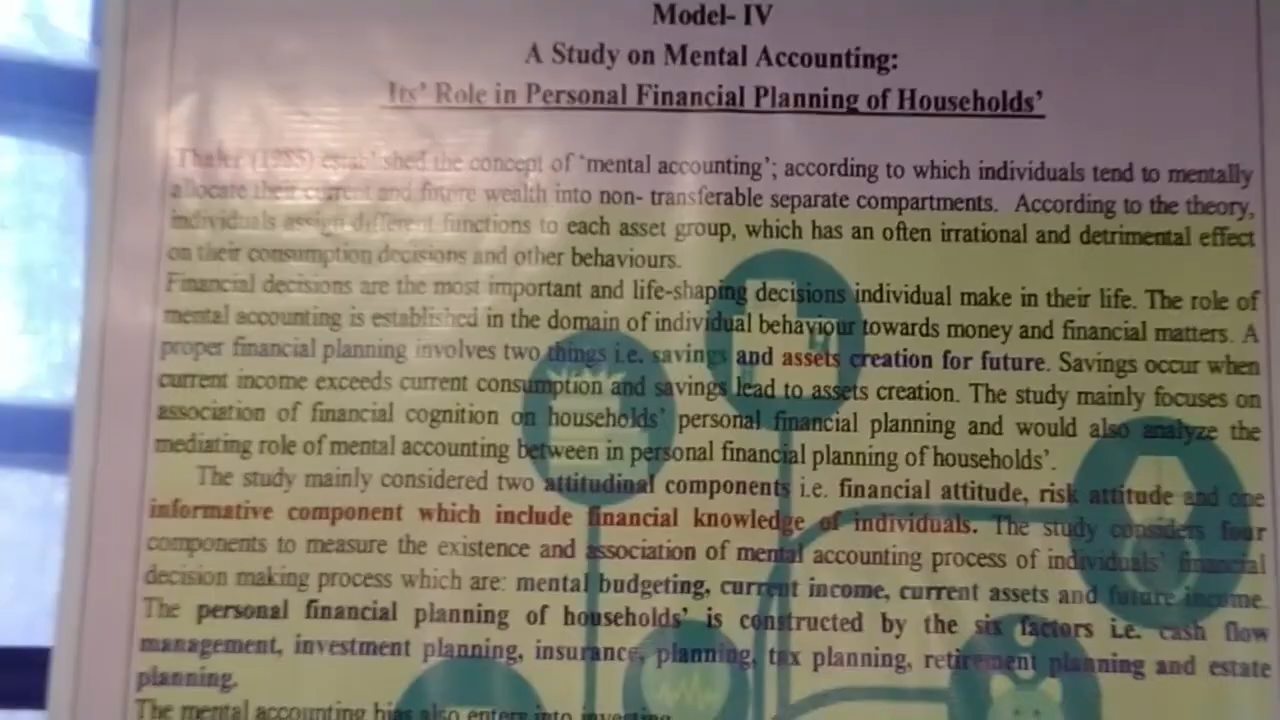 Model- IV
A Study on Mental Accounting:
Its' Role in Personal Financial Planning of Households'
Thaler (1985) established the concept of 'mental accounting'; according to which individuals tend to mentally
allocate their current and future wealth into non- transferable separate compartments. According to the theory,
individuals assign different functions to each asset group, which has an often irrational and detrimental effect
on their consumption decisions and other behaviours.
Financial decisions are the most important and life-shaping decisions individual make in their life. The role of
mental accounting is established in the domain of individual behaviour towards money and financial matters. A
proper financial planning involves two things i.e. savings and assets creation for future. Savings occur when
current income exceeds current consumption and savings lead to assets creation. The study mainly focuses on
association of financial cognition on households' personal financial planning and would also analyze the
mediating role of mental accounting between in personal financial planning of households'.
The study mainly considered two attitudinal components i.e. financial attitude, risk attitude and one
informative component which include financial knowledge of individuals. The study considers four
components to measure the existence and association of mental accounting process of individuals' financial
decision making process which are: mental budgeting, current income, current assets and future income.
The personal financial planning of households' is constructed by the six factors i.e. cash flow
management, investment planning, insurance, planning, tax planning, retirement planning and estate
planning.
The mental accounting bias also enters into investing